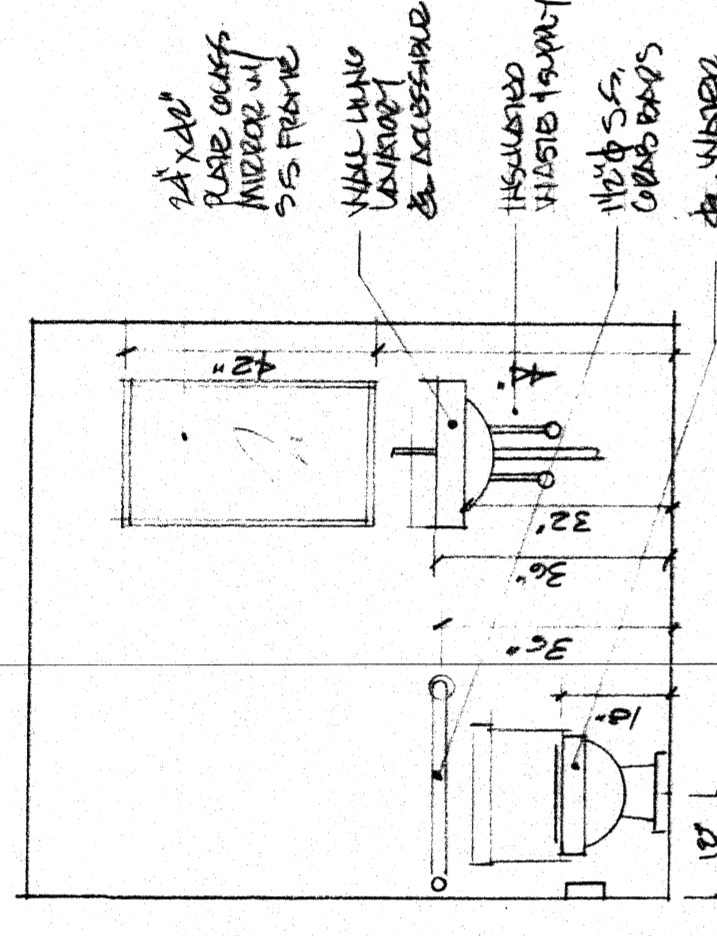 24"x42"
PLATE GLASS
MIRROR W/
S.S. FRAME
WALL HUNG
LAVATORY
ACCESSIBLE
INSULATED
WASTE & SUPPLY
1 1/2"ϕ S.S.
GRAB BARS
WATER
42"
32"
36"
36"
18"
18"